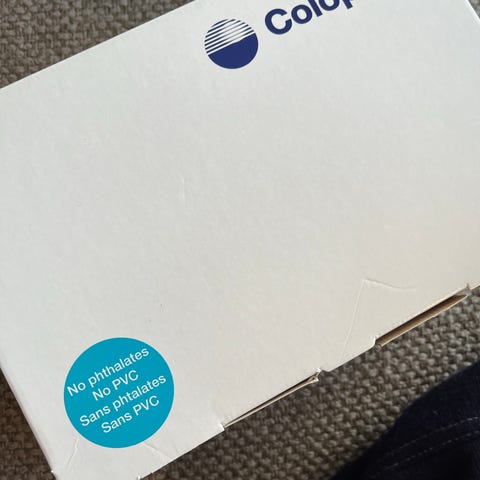 Colop
No phthalates
No PVC
Sans phtalates
Sans PVC